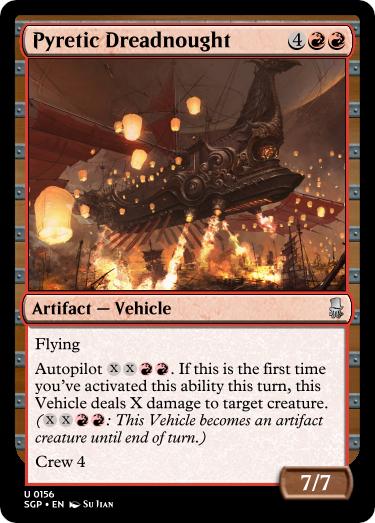 Pyretic Dreadnought 4
Artifact — Vehicle
Flying
Autopilot X X. If this is the first time
you've activated this ability this turn, this
Vehicle deals X damage to target creature.
(X X: This Vehicle becomes an artifact
creature until end of turn.)
Crew 4
7/7
U 0156
SGP • EN Su Jian